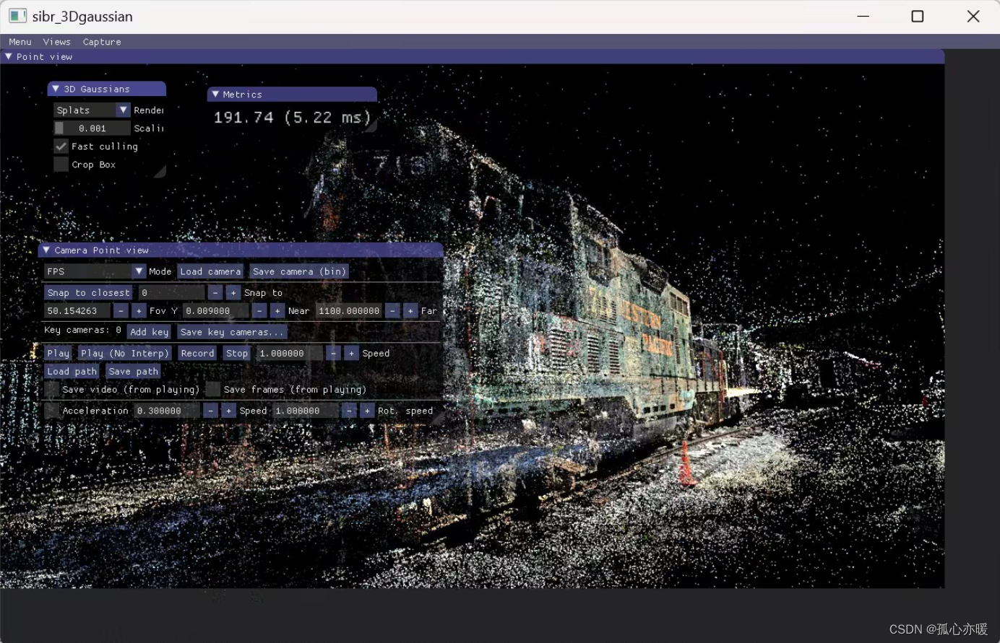 sibr_3Dgaussian
Menu Views Capture
Point view
3D Gaussians
Splats Render
0.001 Scali
Fast culling
Crop Box
Metrics
191.74 (5.22 ms)
Camera Point view
FPS Mode Load camera Save camera (bin)
Snap to closest 0 - + Snap to
50.154263 - + Fov Y 0.009000 - + Near 1100.000000 - + Far
Key cameras: 0 Add key Save key cameras...
Play Play (No Interp) Record Stop 1.000000 - + Speed
Load path Save path
Save video (from playing) Save frames (from playing)
Acceleration 0.300000 - + Speed 1.000000 - + Rot. speed
718
WESTERN
PACIFIC
CSDN @孤心亦暖